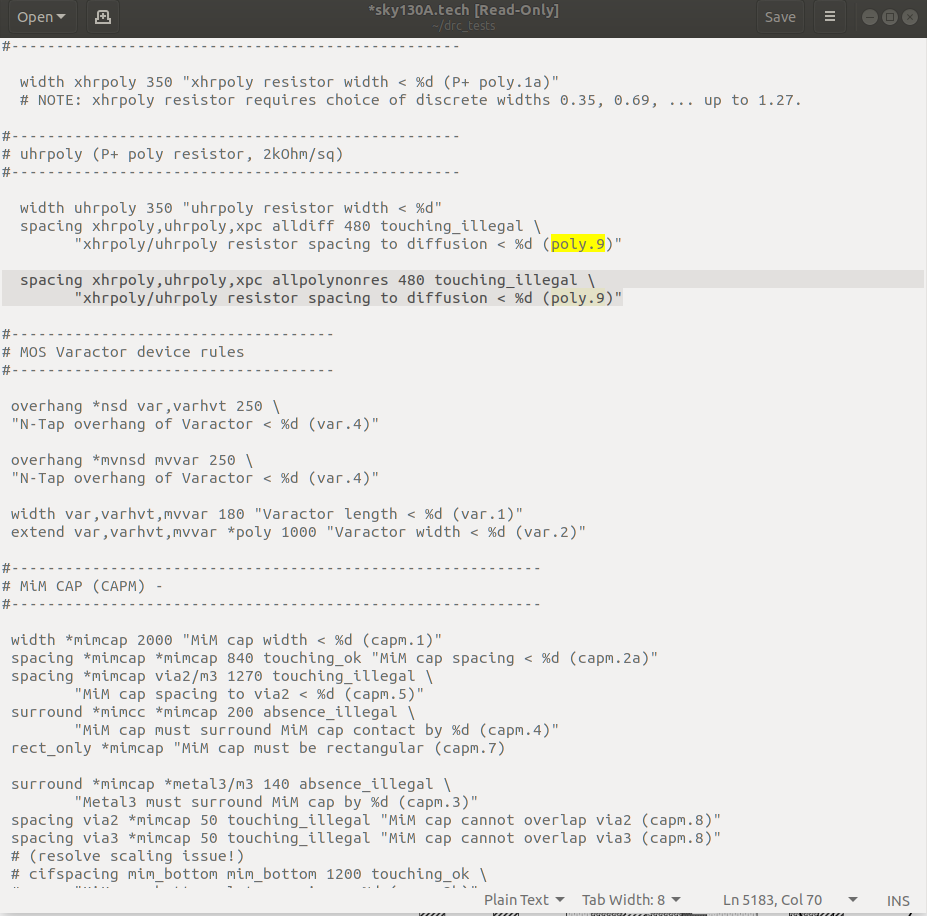 Open
*sky130A.tech [Read-Only]
~/drc_tests
Save
#--------------------------------------------------
width xhrpoly 350 "xhrpoly resistor width < %d (P+ poly.1a)"
# NOTE: xhrpoly resistor requires choice of discrete widths 0.35, 0.69, ... up to 1.27.
#--------------------------------------------------
# uhrpoly (P+ poly resistor, 2kOhm/sq)
#--------------------------------------------------
width uhrpoly 350 "uhrpoly resistor width < %d"
spacing xhrpoly,uhrpoly,xpc alldiff 480 touching_illegal \
"xhrpoly/uhrpoly resistor spacing to diffusion < %d (poly.9)"
spacing xhrpoly,uhrpoly,xpc allpolynonres 480 touching_illegal \
"xhrpoly/uhrpoly resistor spacing to diffusion < %d (poly.9)"
#------------------------------------
# MOS Varactor device rules
#------------------------------------
overhang *nsd var,varhvt 250 \
"N-Tap overhang of Varactor < %d (var.4)"
overhang *mvnsd mvvar 250 \
"N-Tap overhang of Varactor < %d (var.4)"
width var,varhvt,mvvar 180 "Varactor length < %d (var.1)"
extend var,varhvt,mvvar *poly 1000 "Varactor width < %d (var.2)"
#-----------------------------------------------------------
# MiM CAP (CAPM) -
#-----------------------------------------------------------
width *mimcap 2000 "MiM cap width < %d (capm.1)"
spacing *mimcap *mimcap 840 touching_ok "MiM cap spacing < %d (capm.2a)"
spacing *mimcap via2/m3 1270 touching_illegal \
"MiM cap spacing to via2 < %d (capm.5)"
surround *mimcc *mimcap 200 absence_illegal \
"MiM cap must surround MiM cap contact by %d (capm.4)"
rect_only *mimcap "MiM cap must be rectangular (capm.7)
surround *mimcap *metal3/m3 140 absence_illegal \
"Metal3 must surround MiM cap by %d (capm.3)"
spacing via2 *mimcap 50 touching_illegal "MiM cap cannot overlap via2 (capm.8)"
spacing via3 *mimcap 50 touching_illegal "MiM cap cannot overlap via3 (capm.8)"
# (resolve scaling issue!)
# cifspacing mim_bottom mim_bottom 1200 touching_ok \
Plain Text
Tab Width: 8
Ln 5183, Col 70
INS